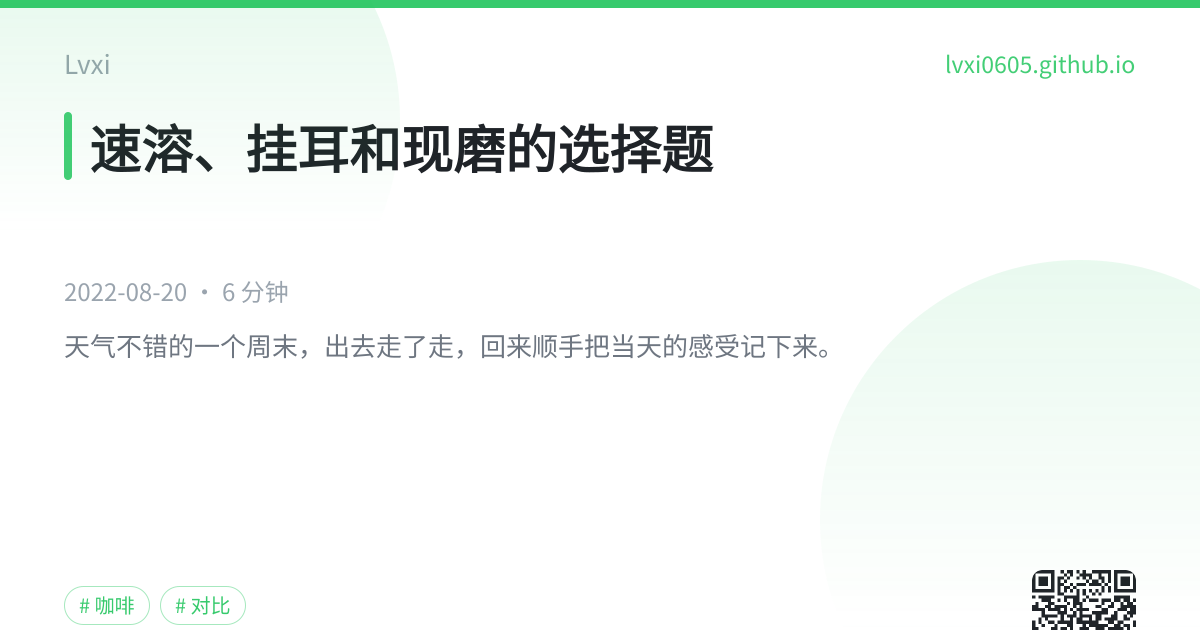 Lvxi
lvxi0605.github.io
速溶、挂耳和现磨的选择题
2022-08-20 · 6 分钟
天气不错的一个周末，出去走了走，回来顺手把当天的感受记下来。
# 咖啡
# 对比